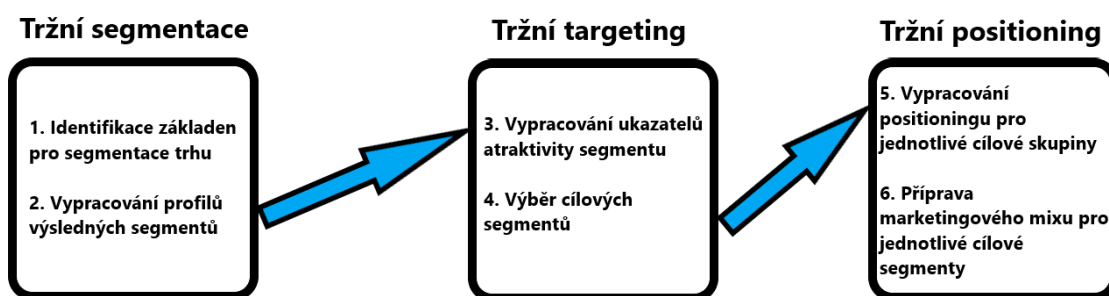 Tržní segmentace
1. Identifikace základen
pro segmentace trhu
2. Vypracování profilů
výsledných segmentů
Tržní targeting
3. Vypracování ukazatelů
atraktivity segmentu
4. Výběr cílových
segmentů
Tržní positioning
5. Vypracování
positioningu pro
jednotlivé cílové skupiny
6. Příprava
marketingového mixu pro
jednotlivé cílové
segmenty